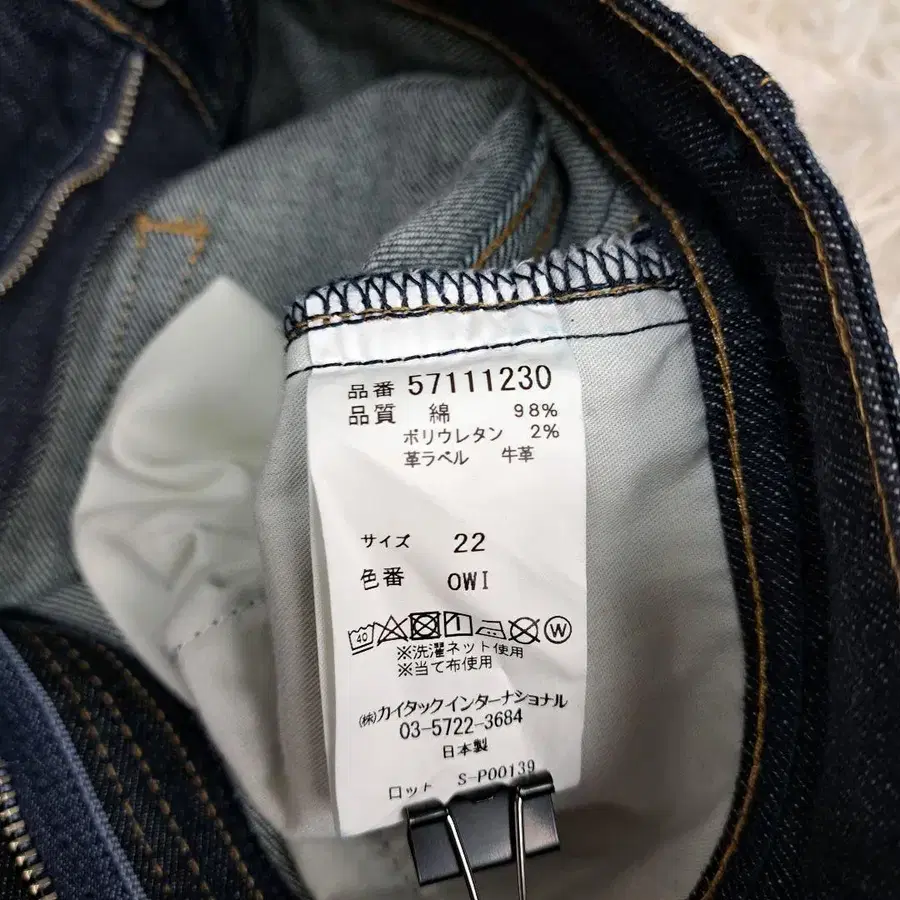 品番 57111230
品質 綿 98%
ポリウレタン 2%
革ラベル 牛革
サイズ 22
色番 OWI
40 W
※洗濯ネット使用
※当て布使用
㈱カイタックインターナショナル
03-5722-3684
日本製
ロット S-P00139